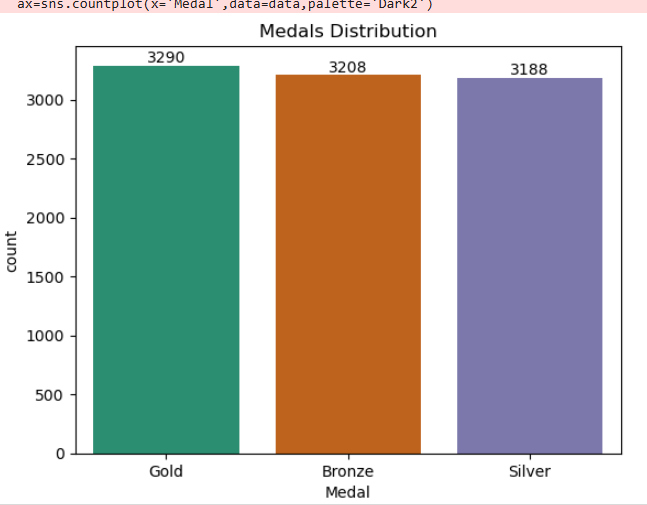 ax=sns.countplot(x='Medal',data=data,palette='Dark2')
Medals Distribution
3290
3208
3188
3000
2500
2000
1500
1000
500
0
count
Gold Bronze Silver
Medal